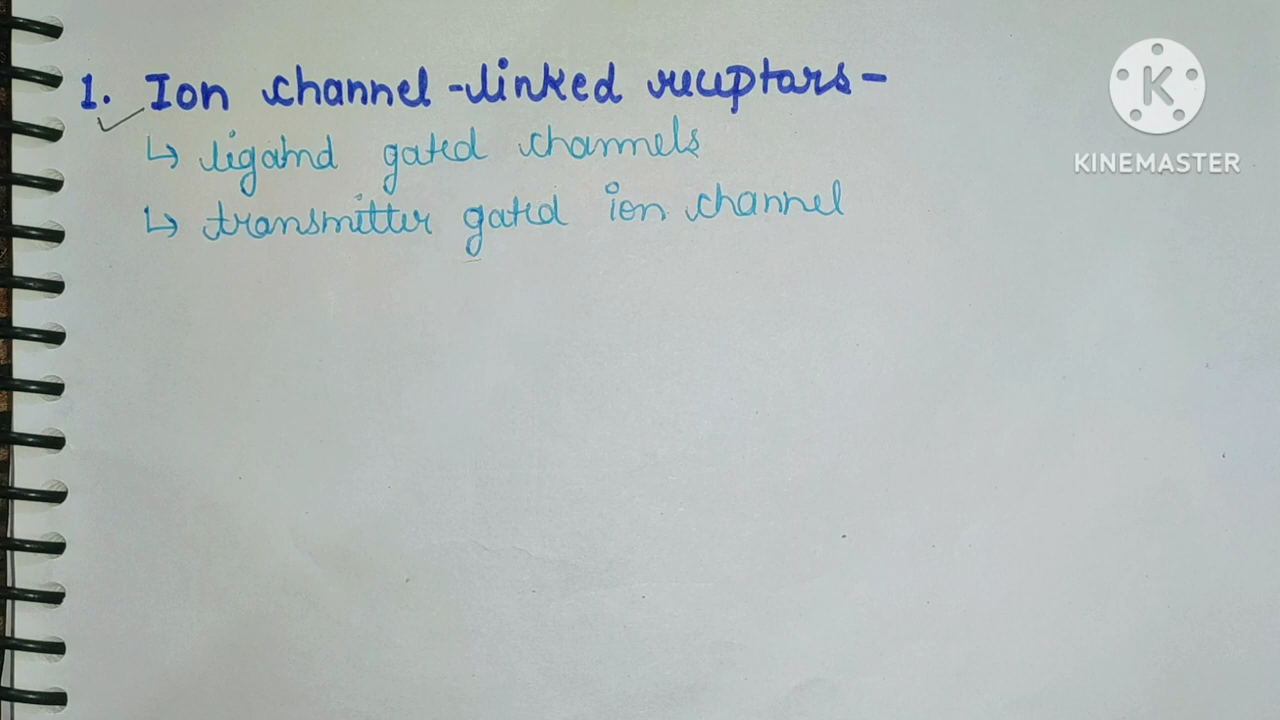 1. Ion channel-linked receptors-
↳ ligand gated channels
↳ transmitter gated ion channel
KINEMASTER